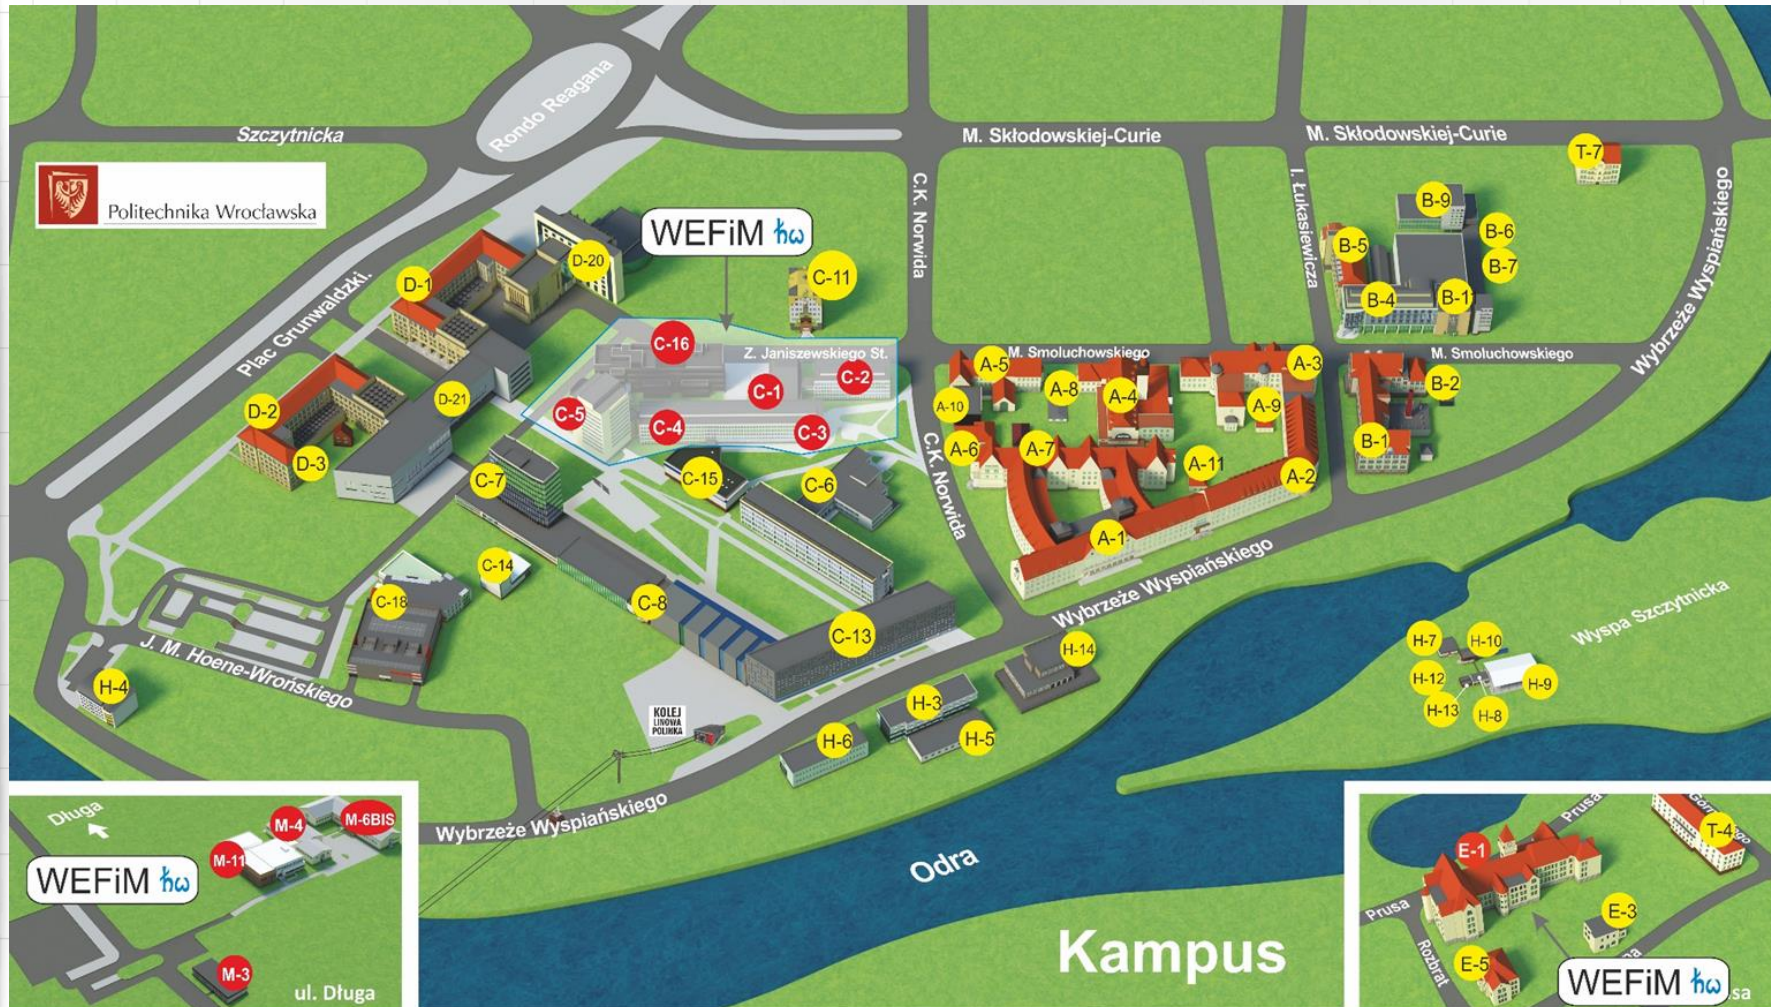 Szczytnicka
Rondo Reagana
M. Skłodowskiej-Curie
M. Skłodowskiej-Curie
T-7
Politechnika Wrocławska
C.K. Norwida
I. Łukasiewicza
Wybrzeże Wyspiańskiego
WEFiM ħω
B-9
B-6
B-5
B-7
B-4
B-1
D-20
D-1
C-11
Plac Grunwaldzki.
C-16
Z. Janiszewskiego St.
M. Smoluchowskiego
M. Smoluchowskiego
A-5
A-3
C-1
C-2
A-8
A-4
B-2
D-21
D-2
C-5
C-4
C-3
A-10
A-9
D-3
C.K. Norwida
A-6
A-7
A-11
A-2
B-1
C-7
C-15
C-6
A-1
C-14
C-18
C-8
C-13
Wybrzeże Wyspiańskiego
Wyspa Szczytnicka
J. M. Hoene-Wrońskiego
H-4
H-14
H-7
H-10
H-12
H-9
H-13
H-8
KOLEJ
LINOWA
POLINKA
H-3
H-6
H-5
Wybrzeże Wyspiańskiego
Odra
Kampus
Długa
M-4
M-6BIS
M-11
WEFiM ħω
M-3
ul. Długa
Prusa
T-4
E-1
Prusa
E-3
Rozbrat
E-5
WEFiM ħω